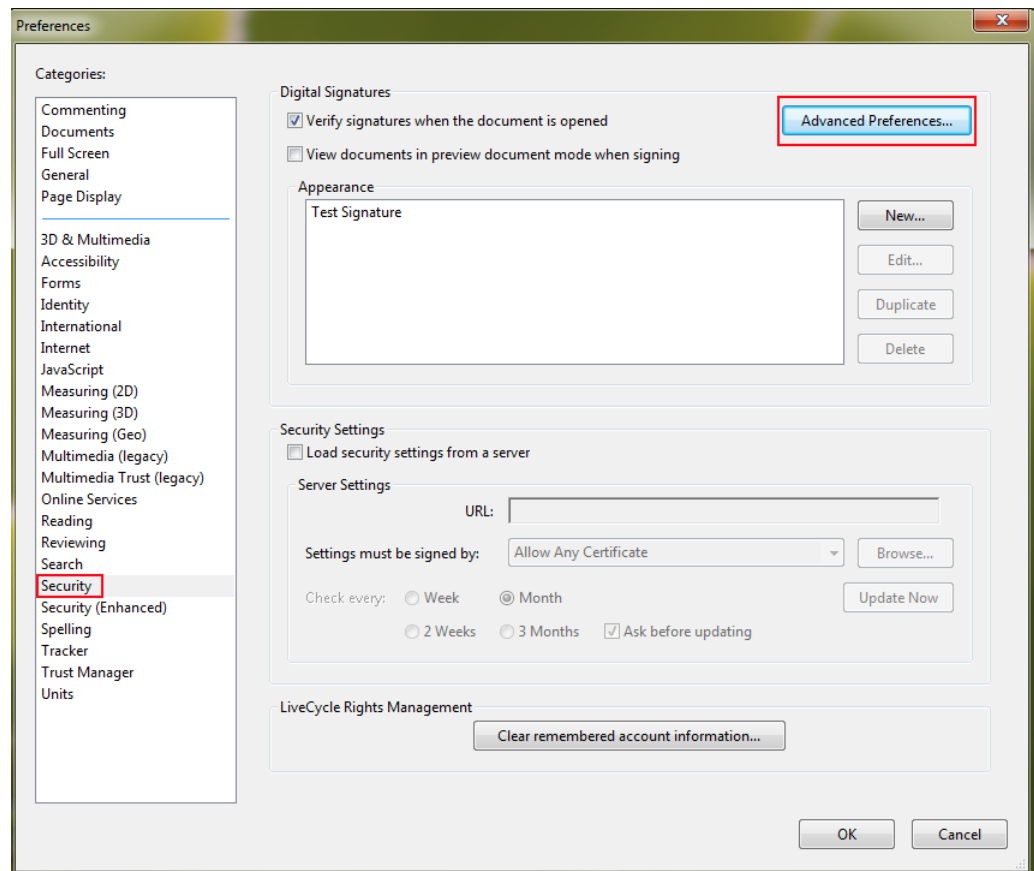 Preferences
Categories:
Commenting
Documents
Full Screen
General
Page Display
3D & Multimedia
Accessibility
Forms
Identity
International
Internet
JavaScript
Measuring (2D)
Measuring (3D)
Measuring (Geo)
Multimedia (legacy)
Multimedia Trust (legacy)
Online Services
Reading
Reviewing
Search
Security
Security (Enhanced)
Spelling
Tracker
Trust Manager
Units
Digital Signatures
Verify signatures when the document is opened
Advanced Preferences...
View documents in preview document mode when signing
Appearance
Test Signature
New...
Edit...
Duplicate
Delete
Security Settings
Load security settings from a server
Server Settings
URL:
Settings must be signed by: Allow Any Certificate Browse...
Check every: Week Month Update Now
2 Weeks 3 Months Ask before updating
LiveCycle Rights Management
Clear remembered account information...
OK Cancel